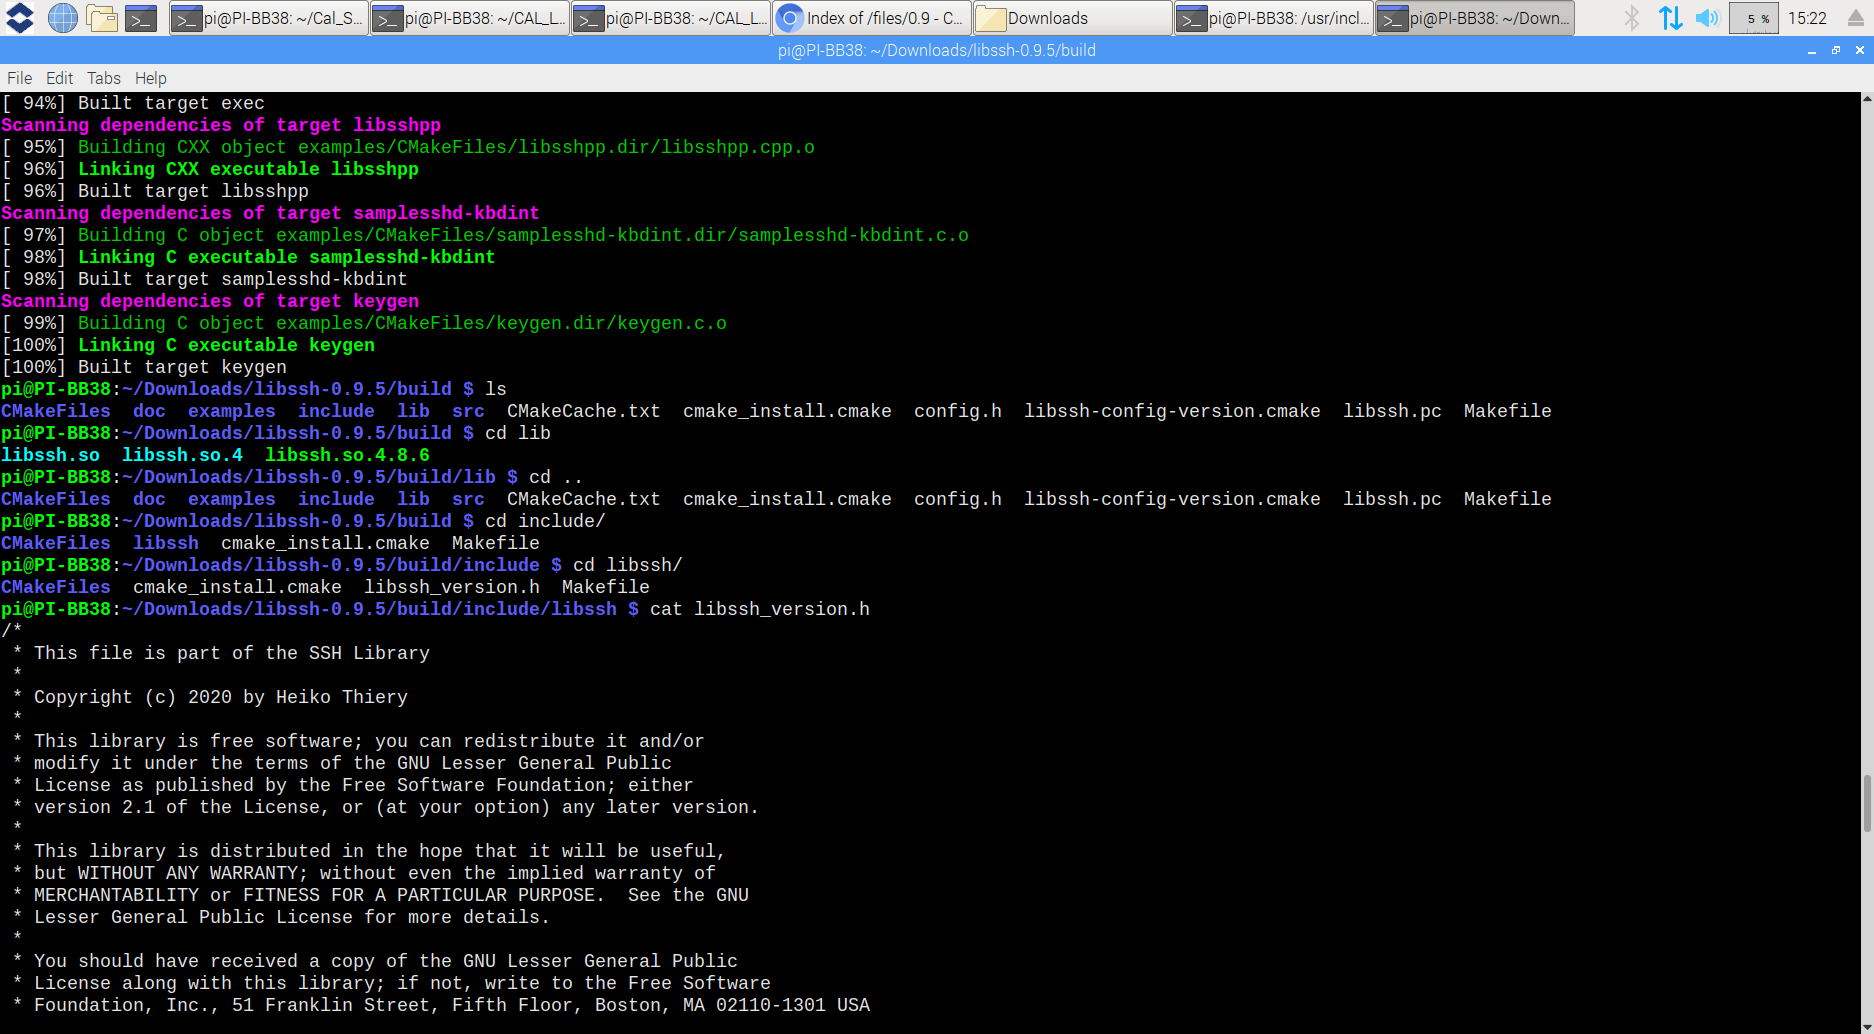 pi@PI-BB38: ~/Cal_S... pi@PI-BB38: ~/CAL_L... pi@PI-BB38: ~/CAL_L... Index of /files/0.9 - C... Downloads pi@PI-BB38: /usr/incl... pi@PI-BB38: ~/Down... 5 % 15:22
pi@PI-BB38: ~/Downloads/libssh-0.9.5/build
File Edit Tabs Help
[ 94%] Built target exec
Scanning dependencies of target libsshpp
[ 95%] Building CXX object examples/CMakeFiles/libsshpp.dir/libsshpp.cpp.o
[ 96%] Linking CXX executable libsshpp
[ 96%] Built target libsshpp
Scanning dependencies of target samplesshd-kbdint
[ 97%] Building C object examples/CMakeFiles/samplesshd-kbdint.dir/samplesshd-kbdint.c.o
[ 98%] Linking C executable samplesshd-kbdint
[ 98%] Built target samplesshd-kbdint
Scanning dependencies of target keygen
[ 99%] Building C object examples/CMakeFiles/keygen.dir/keygen.c.o
[100%] Linking C executable keygen
[100%] Built target keygen
pi@PI-BB38:~/Downloads/libssh-0.9.5/build $ ls
CMakeFiles  doc  examples  include  lib  src  CMakeCache.txt  cmake_install.cmake  config.h  libssh-config-version.cmake  libssh.pc  Makefile
pi@PI-BB38:~/Downloads/libssh-0.9.5/build $ cd lib
libssh.so  libssh.so.4  libssh.so.4.8.6
pi@PI-BB38:~/Downloads/libssh-0.9.5/build/lib $ cd ..
CMakeFiles  doc  examples  include  lib  src  CMakeCache.txt  cmake_install.cmake  config.h  libssh-config-version.cmake  libssh.pc  Makefile
pi@PI-BB38:~/Downloads/libssh-0.9.5/build $ cd include/
CMakeFiles  libssh  cmake_install.cmake  Makefile
pi@PI-BB38:~/Downloads/libssh-0.9.5/build/include $ cd libssh/
CMakeFiles  cmake_install.cmake  libssh_version.h  Makefile
pi@PI-BB38:~/Downloads/libssh-0.9.5/build/include/libssh $ cat libssh_version.h
/*
 * This file is part of the SSH Library
 *
 * Copyright (c) 2020 by Heiko Thiery
 *
 * This library is free software; you can redistribute it and/or
 * modify it under the terms of the GNU Lesser General Public
 * License as published by the Free Software Foundation; either
 * version 2.1 of the License, or (at your option) any later version.
 *
 * This library is distributed in the hope that it will be useful,
 * but WITHOUT ANY WARRANTY; without even the implied warranty of
 * MERCHANTABILITY or FITNESS FOR A PARTICULAR PURPOSE.  See the GNU
 * Lesser General Public License for more details.
 *
 * You should have received a copy of the GNU Lesser General Public
 * License along with this library; if not, write to the Free Software
 * Foundation, Inc., 51 Franklin Street, Fifth Floor, Boston, MA 02110-1301 USA